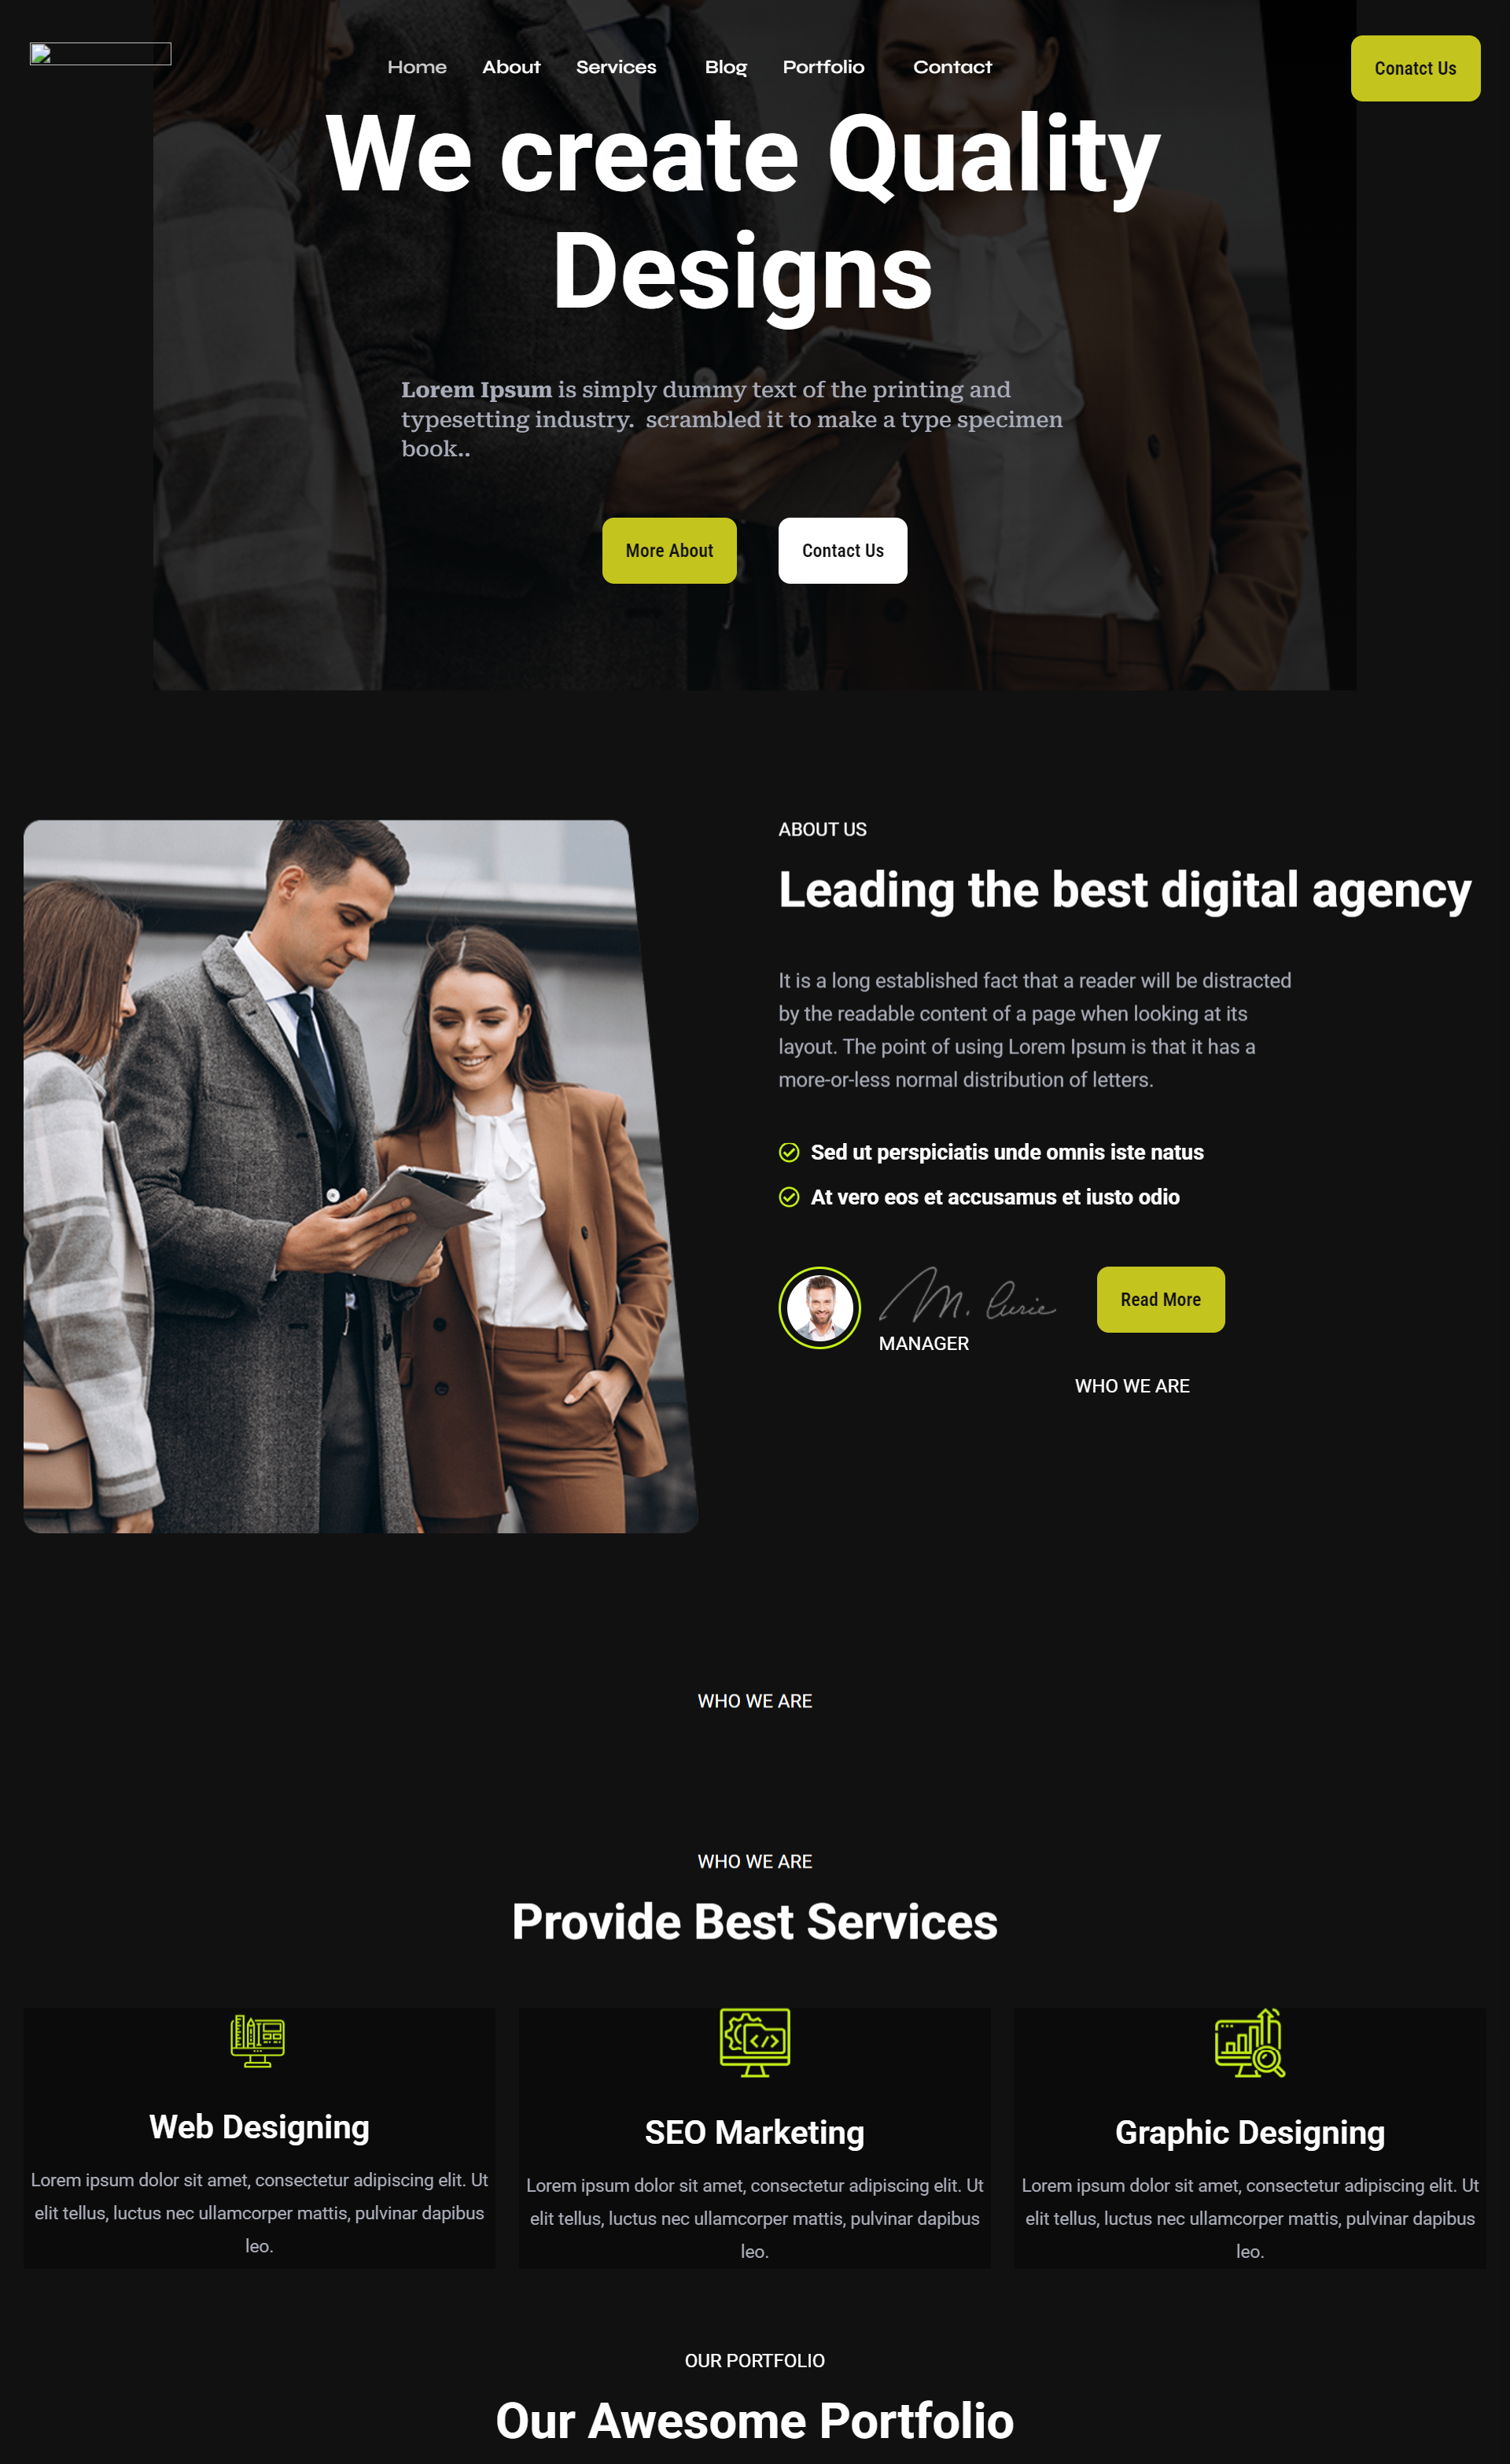 Home About Services Blog Portfolio Contact
Conatct Us
We create Quality
Designs
Lorem Ipsum is simply dummy text of the printing and
typesetting industry.  scrambled it to make a type specimen
book..
More About
Contact Us
ABOUT US
Leading the best digital agency
It is a long established fact that a reader will be distracted
by the readable content of a page when looking at its
layout. The point of using Lorem Ipsum is that it has a
more-or-less normal distribution of letters.
Sed ut perspiciatis unde omnis iste natus
At vero eos et accusamus et iusto odio
M. Curie
MANAGER
Read More
WHO WE ARE
WHO WE ARE
WHO WE ARE
Provide Best Services
Web Designing
Lorem ipsum dolor sit amet, consectetur adipiscing elit. Ut
elit tellus, luctus nec ullamcorper mattis, pulvinar dapibus
leo.
SEO Marketing
Lorem ipsum dolor sit amet, consectetur adipiscing elit. Ut
elit tellus, luctus nec ullamcorper mattis, pulvinar dapibus
leo.
Graphic Designing
Lorem ipsum dolor sit amet, consectetur adipiscing elit. Ut
elit tellus, luctus nec ullamcorper mattis, pulvinar dapibus
leo.
OUR PORTFOLIO
Our Awesome Portfolio